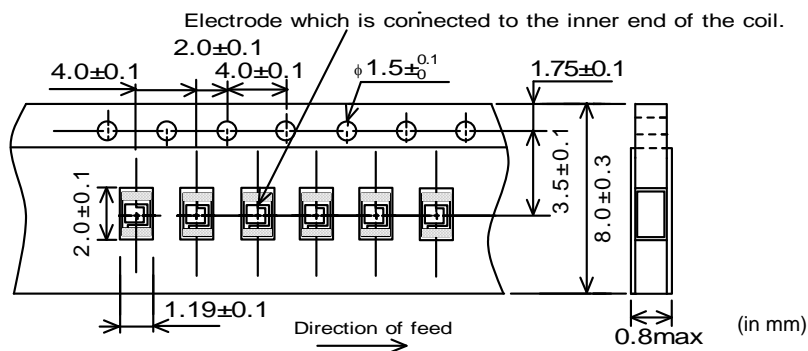 Electrode which is connected to the inner end of the coil.
2.0±0.1
4.0±0.1
4.0±0.1
φ1.5±0.1 0
1.75±0.1
3.5±0.1
8.0±0.3
2.0±0.1
1.19±0.1
Direction of feed
0.8max
(in mm)